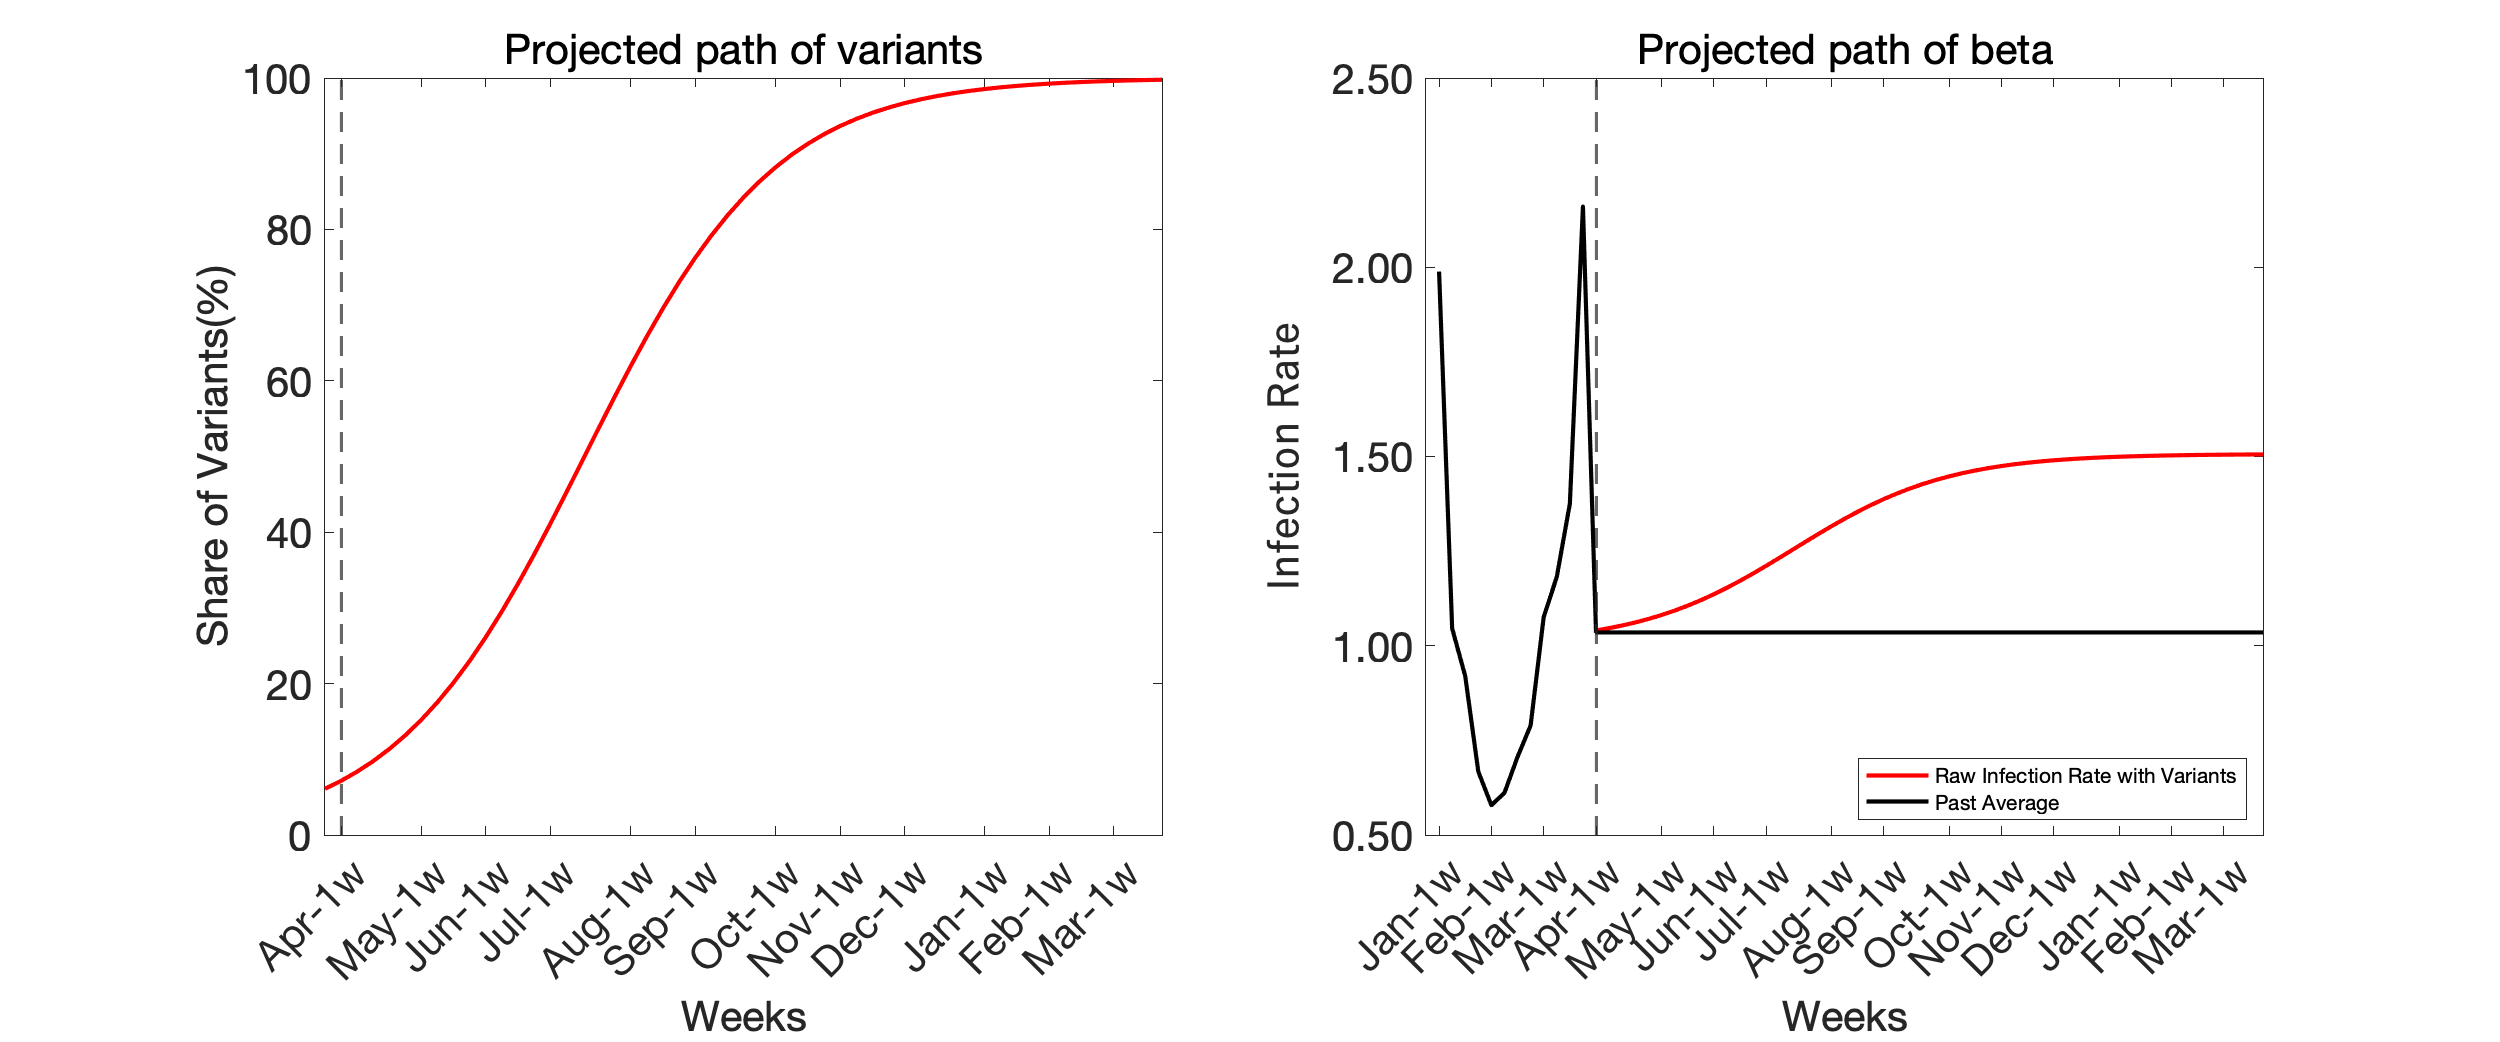 Projected path of variants
100
80
60
40
20
0
Share of Variants(%)
Apr-1w
May-1w
Jun-1w
Jul-1w
Aug-1w
Sep-1w
Oct-1w
Nov-1w
Dec-1w
Jan-1w
Feb-1w
Mar-1w
Weeks
Projected path of beta
2.50
2.00
1.50
1.00
0.50
Infection Rate
Raw Infection Rate with Variants
Past Average
Jan-1w
Feb-1w
Mar-1w
Apr-1w
May-1w
Jun-1w
Jul-1w
Aug-1w
Sep-1w
Oct-1w
Nov-1w
Dec-1w
Jan-1w
Feb-1w
Mar-1w
Weeks